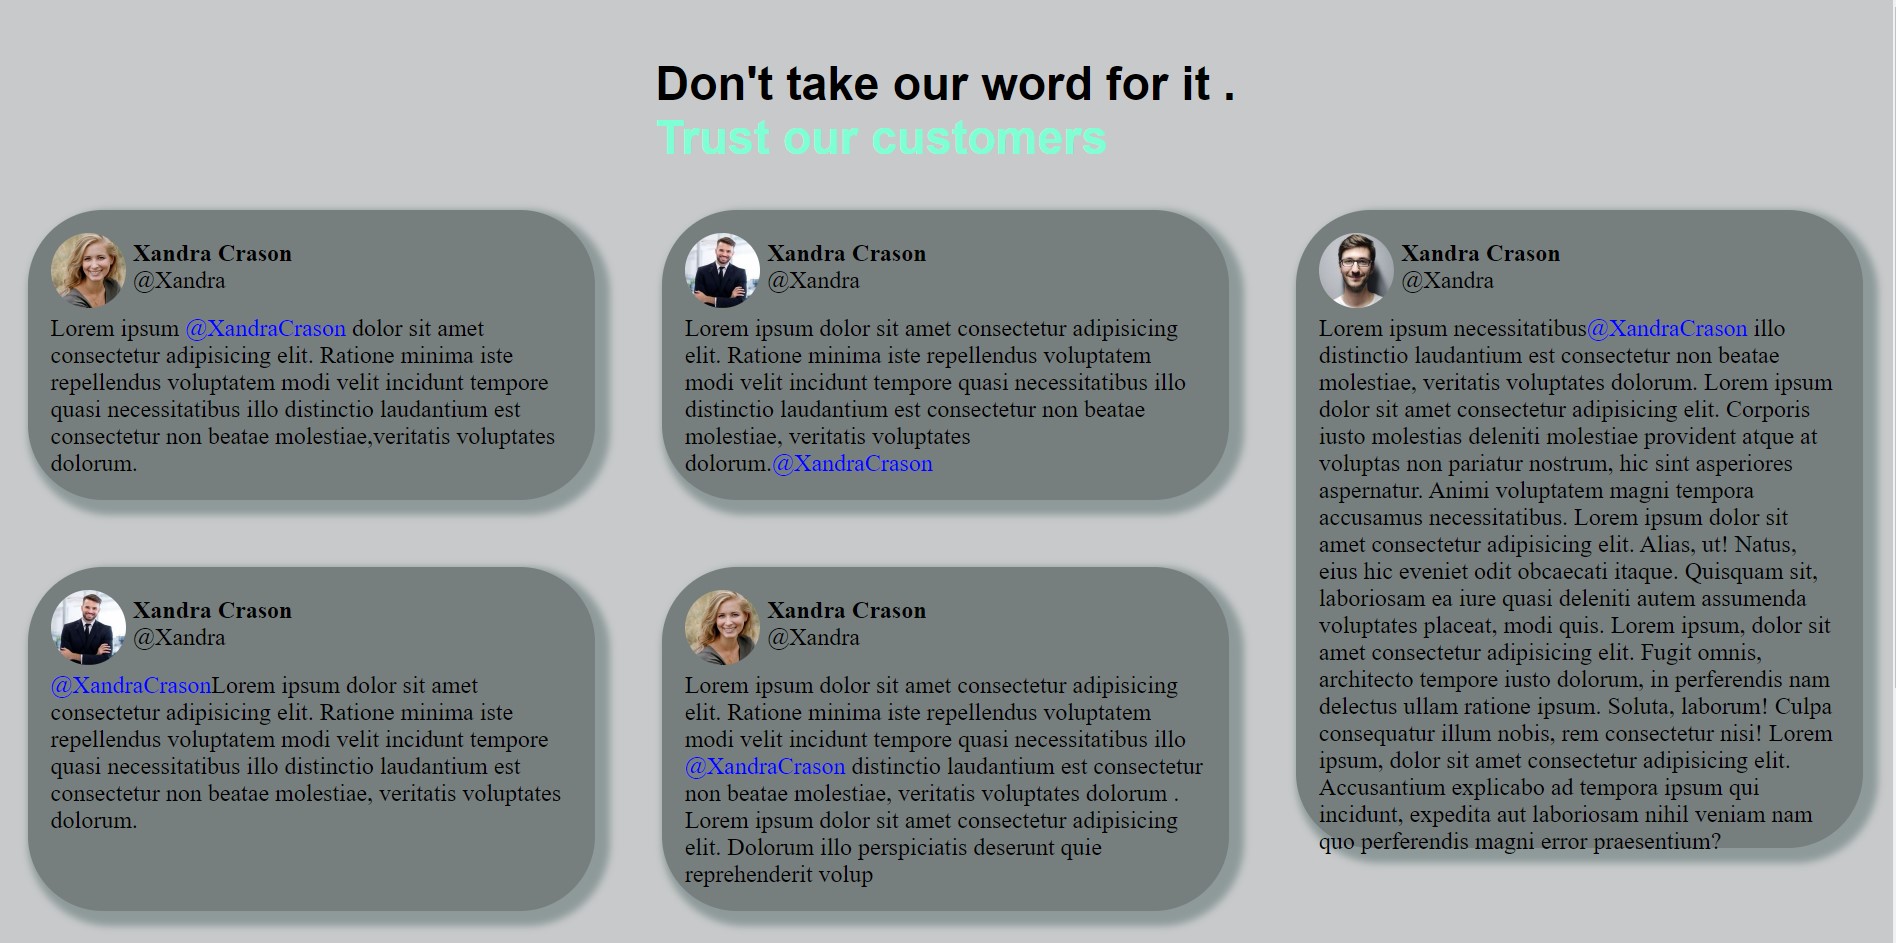 Don't take our word for it .
Trust our customers
Xandra Crason
@Xandra
Lorem ipsum @XandraCrason dolor sit amet
consectetur adipisicing elit. Ratione minima iste
repellendus voluptatem modi velit incidunt tempore
quasi necessitatibus illo distinctio laudantium est
consectetur non beatae molestiae,veritatis voluptates
dolorum.
Xandra Crason
@Xandra
Lorem ipsum dolor sit amet consectetur adipisicing
elit. Ratione minima iste repellendus voluptatem
modi velit incidunt tempore quasi necessitatibus illo
distinctio laudantium est consectetur non beatae
molestiae, veritatis voluptates
dolorum.@XandraCrason
Xandra Crason
@Xandra
Lorem ipsum necessitatibus@XandraCrason illo
distinctio laudantium est consectetur non beatae
molestiae, veritatis voluptates dolorum. Lorem ipsum
dolor sit amet consectetur adipisicing elit. Corporis
iusto molestias deleniti molestiae provident atque at
voluptas non pariatur nostrum, hic sint asperiores
aspernatur. Animi voluptatem magni tempora
accusamus necessitatibus. Lorem ipsum dolor sit
amet consectetur adipisicing elit. Alias, ut! Natus,
eius hic eveniet odit obcaecati itaque. Quisquam sit,
laboriosam ea iure quasi deleniti autem assumenda
voluptates placeat, modi quis. Lorem ipsum, dolor sit
amet consectetur adipisicing elit. Fugit omnis,
architecto tempore iusto dolorum, in perferendis nam
delectus ullam ratione ipsum. Soluta, laborum! Culpa
consequatur illum nobis, rem consectetur nisi! Lorem
ipsum, dolor sit amet consectetur adipisicing elit.
Accusantium explicabo ad tempora ipsum qui
incidunt, expedita aut laboriosam nihil veniam nam
quo perferendis magni error praesentium?
Xandra Crason
@Xandra
@XandraCrasonLorem ipsum dolor sit amet
consectetur adipisicing elit. Ratione minima iste
repellendus voluptatem modi velit incidunt tempore
quasi necessitatibus illo distinctio laudantium est
consectetur non beatae molestiae, veritatis voluptates
dolorum.
Xandra Crason
@Xandra
Lorem ipsum dolor sit amet consectetur adipisicing
elit. Ratione minima iste repellendus voluptatem
modi velit incidunt tempore quasi necessitatibus illo
@XandraCrason distinctio laudantium est consectetur
non beatae molestiae, veritatis voluptates dolorum .
Lorem ipsum dolor sit amet consectetur adipisicing
elit. Dolorum illo perspiciatis deserunt quie
reprehenderit volup